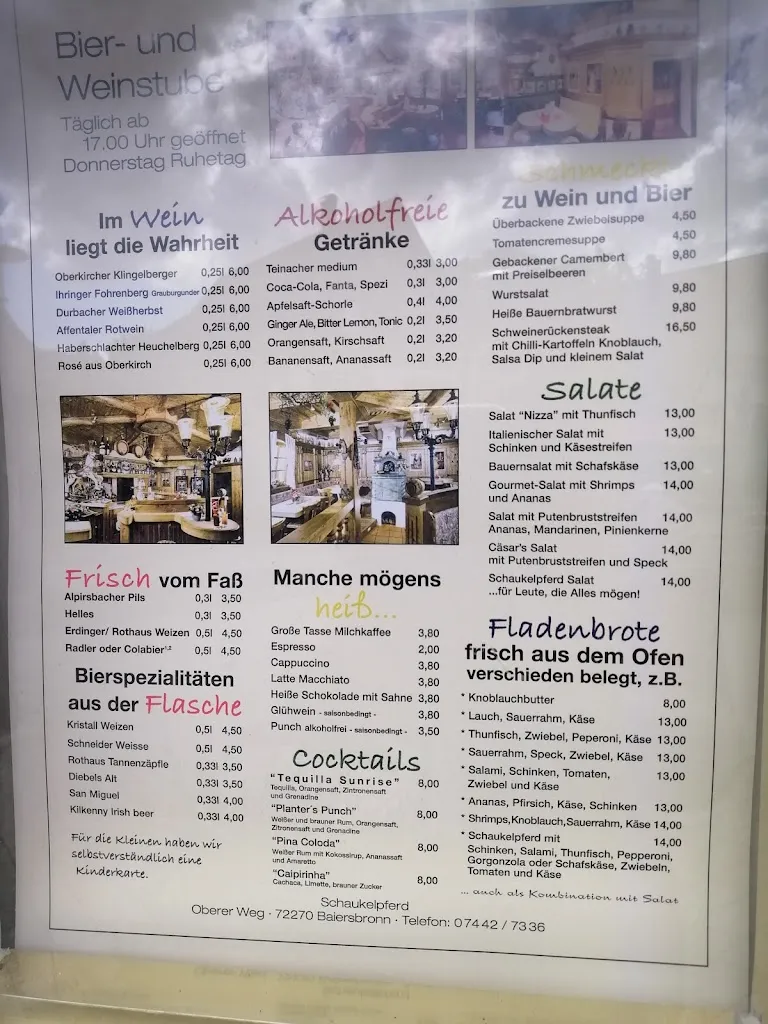 Bier- und
Weinstube
Täglich ab
17.00 Uhr geöffnet
Donnerstag Ruhetag
Im Wein
liegt die Wahrheit
Oberkircher Klingelberger 0,25l 6,00
Ihringer Fohrenberg Grauburgunder 0,25l 6,00
Durbacher Weißherbst 0,25l 6,00
Affentaler Rotwein 0,25l 6,00
Haberschlachter Heuchelberg 0,25l 6,00
Rosé aus Oberkirch 0,25l 6,00
Alkoholfreie
Getränke
Teinacher medium 0,33l 3,00
Coca-Cola, Fanta, Spezi 0,3l 3,00
Apfelsaft-Schorle 0,4l 4,00
Ginger Ale, Bitter Lemon, Tonic 0,2l 3,50
Orangensaft, Kirschsaft 0,2l 3,20
Bananensaft, Ananassaft 0,2l 3,20
schmeckt
zu Wein und Bier
Überbackene Zwiebelsuppe 4,50
Tomatencremesuppe 4,50
Gebackener Camembert 9,80
mit Preiselbeeren
Wurstsalat 9,80
Heiße Bauernbratwurst 9,80
Schweinerückensteak 16,50
mit Chilli-Kartoffeln Knoblauch,
Salsa Dip und kleinem Salat
Salate
Salat "Nizza" mit Thunfisch 13,00
Italienischer Salat mit 13,00
Schinken und Käsestreifen
Bauernsalat mit Schafskäse 13,00
Gourmet-Salat mit Shrimps 14,00
und Ananas
Salat mit Putenbruststreifen 14,00
Ananas, Mandarinen, Pinienkerne
Cäsar's Salat 14,00
mit Putenbruststreifen und Speck
Schaukelpferd Salat 14,00
...für Leute, die Alles mögen!
Frisch vom Faß
Alpirsbacher Pils 0,3l 3,50
Helles 0,3l 3,50
Erdinger/ Rothaus Weizen 0,5l 4,50
Radler oder Colabier¹,² 0,5l 4,50
Bierspezialitäten
aus der Flasche
Kristall Weizen 0,5l 4,50
Schneider Weisse 0,5l 4,50
Rothaus Tannenzäpfle 0,33l 3,50
Diebels Alt 0,33l 3,50
San Miguel 0,33l 4,00
Kilkenny Irish beer 0,33l 4,00
Für die Kleinen haben wir
selbstverständlich eine
Kinderkarte.
Manche mögens
heiß...
Große Tasse Milchkaffee 3,80
Espresso 2,00
Cappuccino 3,80
Latte Macchiato 3,80
Heiße Schokolade mit Sahne 3,80
Glühwein - saisonbedingt - 3,80
Punch alkoholfrei - saisonbedingt - 3,50
Cocktails
"Tequilla Sunrise" 8,00
Tequilla, Orangensaft, Zintronensaft
und Grenadine
"Planter´s Punch" 8,00
Weißer und brauner Rum, Orangensaft,
Zitronensaft und Grenadine
"Pina Coloda" 8,00
Weißer Rum mit Kokossirup, Ananassaft
und Amaretto
"Caipirinha" 8,00
Cacheca, Limette, brauner Zucker
Fladenbrote
frisch aus dem Ofen
verschieden belegt, z.B.
* Knoblauchbutter 8,00
* Lauch, Sauerrahm, Käse 13,00
* Thunfisch, Zwiebel, Peperoni, Käse 13,00
* Sauerrahm, Speck, Zwiebel, Käse 13,00
* Salami, Schinken, Tomaten, 13,00
Zwiebel und Käse
* Ananas, Pfirsich, Käse, Schinken 13,00
* Shrimps,Knoblauch,Sauerrahm, Käse 14,00
* Schaukelpferd mit 14,00
Schinken, Salami, Thunfisch, Pepperoni,
Gorgonzola oder Schafskäse, Zwiebeln,
Tomaten und Käse
... auch als Kombination mit Salat
Schaukelpferd
Oberer Weg · 72270 Baiersbronn · Telefon: 07442 / 7336